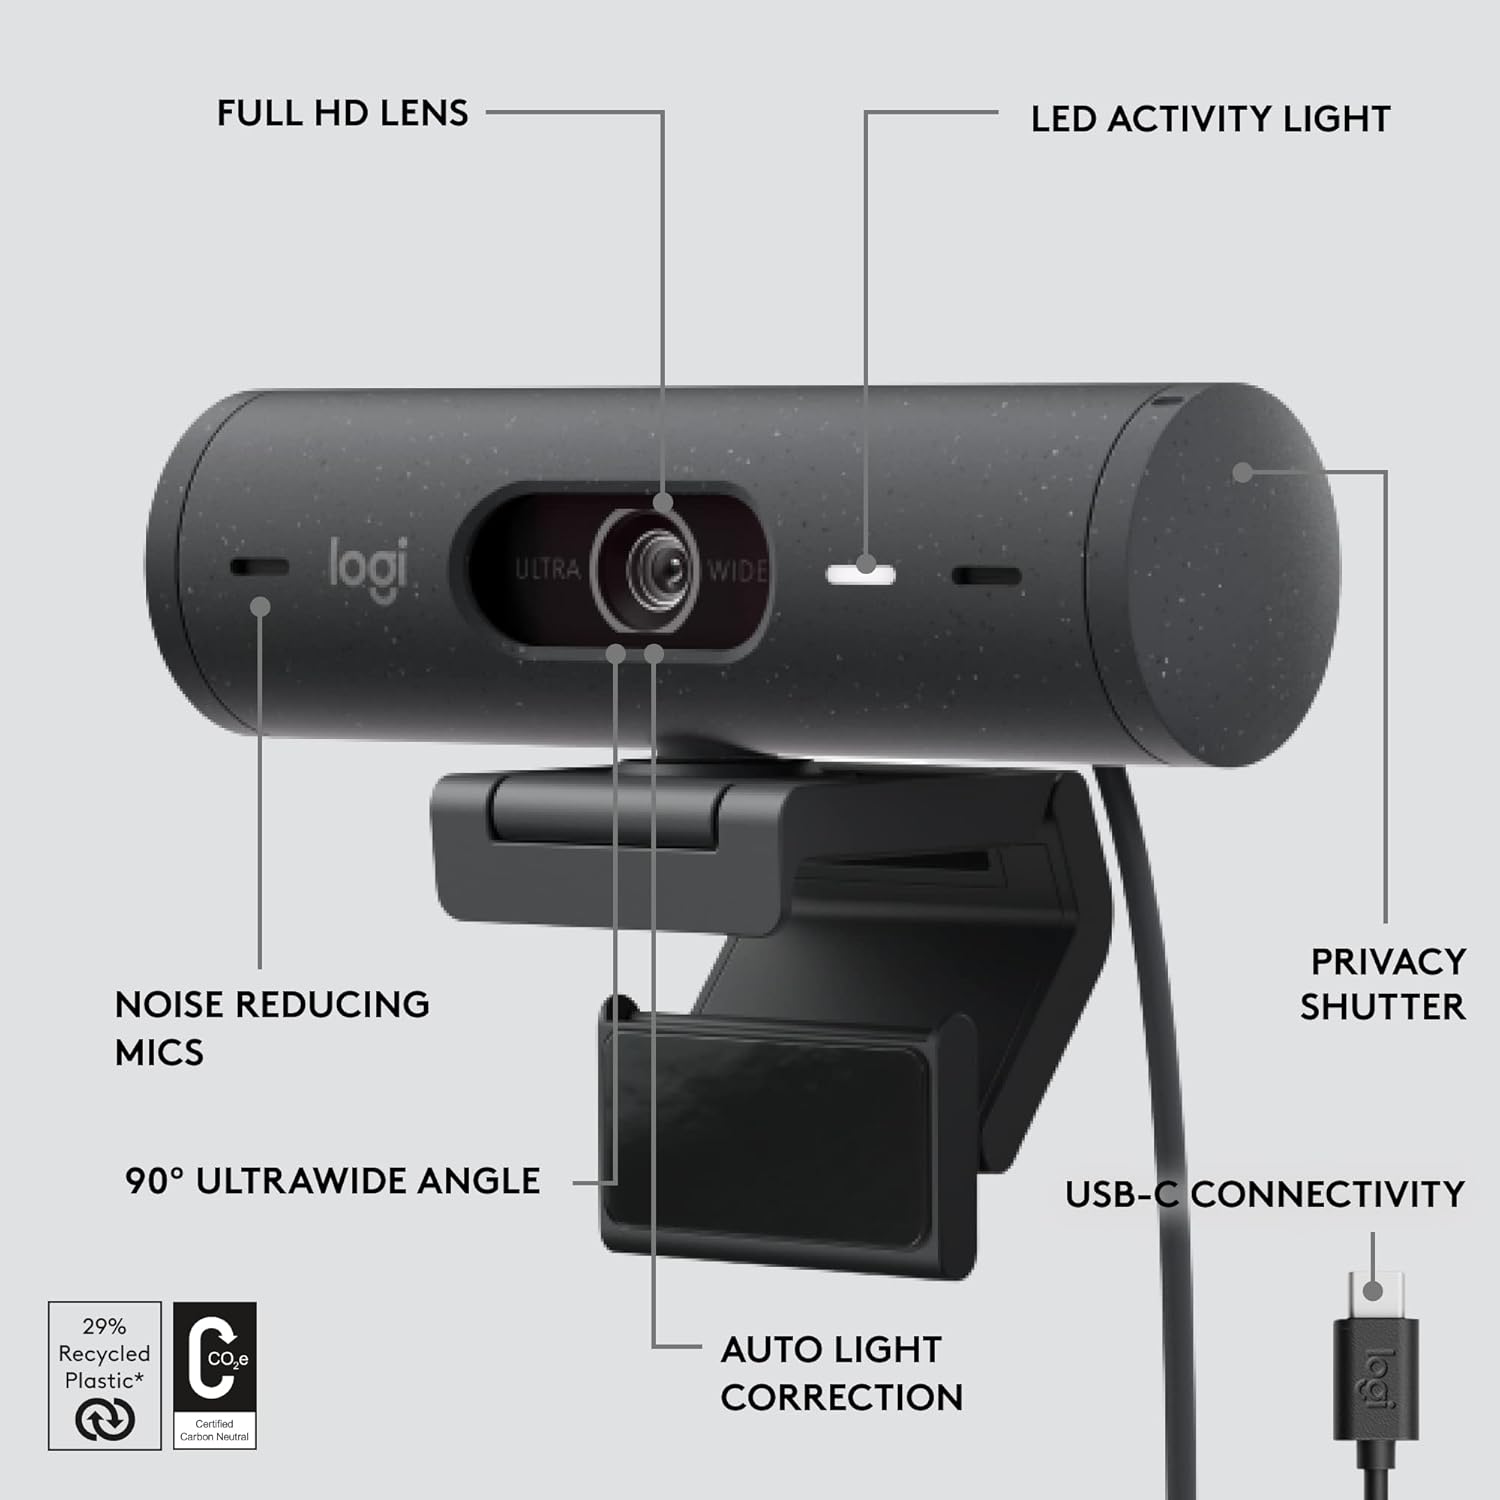 FULL HD LENS
LED ACTIVITY LIGHT
logi
ULTRA WIDE
NOISE REDUCING
MICS
PRIVACY
SHUTTER
90° ULTRAWIDE ANGLE
USB-C CONNECTIVITY
29%
Recycled
Plastic*
CO₂e
Certified
Carbon Neutral
AUTO LIGHT
CORRECTION
logi